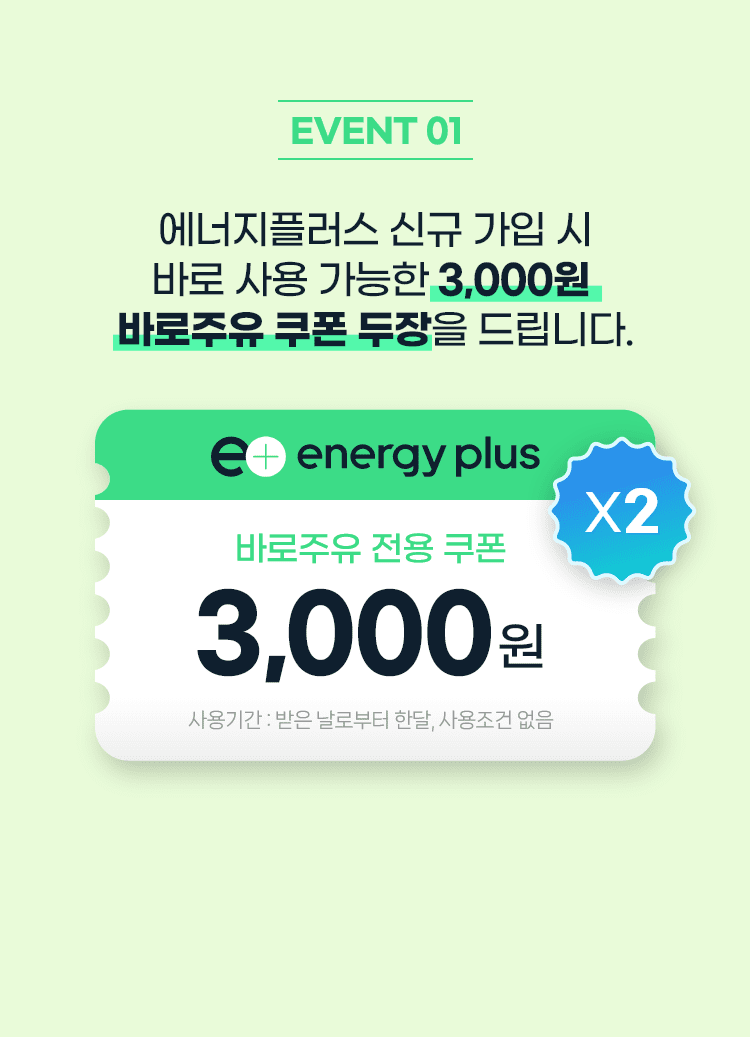 EVENT 01
에너지플러스 신규 가입 시
바로 사용 가능한 3,000원
바로주유 쿠폰 두장을 드립니다.
e+ energy plus
X2
바로주유 전용 쿠폰
3,000원
사용기간 : 받은 날로부터 한달, 사용조건 없음